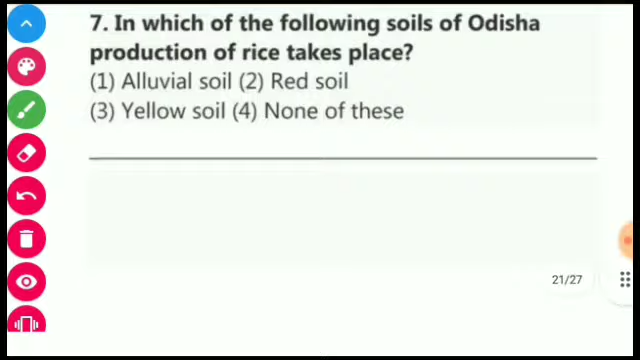 7. In which of the following soils of Odisha
production of rice takes place?
(1) Alluvial soil (2) Red soil
(3) Yellow soil (4) None of these
21/27